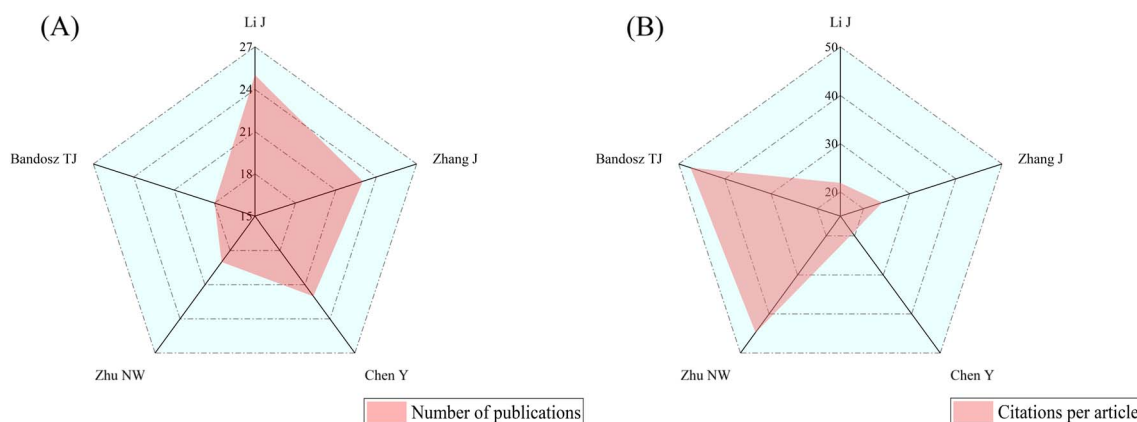 (A)
Li J
27
24
21
18
15
Bandosz TJ
Zhang J
Zhu NW
Chen Y
Number of publications
(B)
Li J
50
40
30
20
Bandosz TJ
Zhang J
Zhu NW
Chen Y
Citations per article